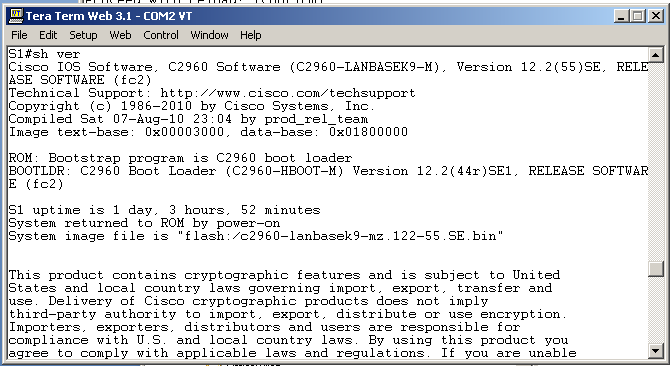 Tera Term Web 3.1 - COM2 VT
File Edit Setup Web Control Window Help
S1#sh ver
Cisco IOS Software, C2960 Software (C2960-LANBASEK9-M), Version 12.2(55)SE, RELE
ASE SOFTWARE (fc2)
Technical Support: http://www.cisco.com/techsupport
Copyright (c) 1986-2010 by Cisco Systems, Inc.
Compiled Sat 07-Aug-10 23:04 by prod_rel_team
Image text-base: 0x00003000, data-base: 0x01800000
ROM: Bootstrap program is C2960 boot loader
BOOTLDR: C2960 Boot Loader (C2960-HBOOT-M) Version 12.2(44r)SE1, RELEASE SOFTWAR
E (fc2)
S1 uptime is 1 day, 3 hours, 52 minutes
System returned to ROM by power-on
System image file is "flash:/c2960-lanbasek9-mz.122-55.SE.bin"
This product contains cryptographic features and is subject to United
States and local country laws governing import, export, transfer and
use. Delivery of Cisco cryptographic products does not imply
third-party authority to import, export, distribute or use encryption.
Importers, exporters, distributors and users are responsible for
compliance with U.S. and local country laws. By using this product you
agree to comply with applicable laws and regulations. If you are unable